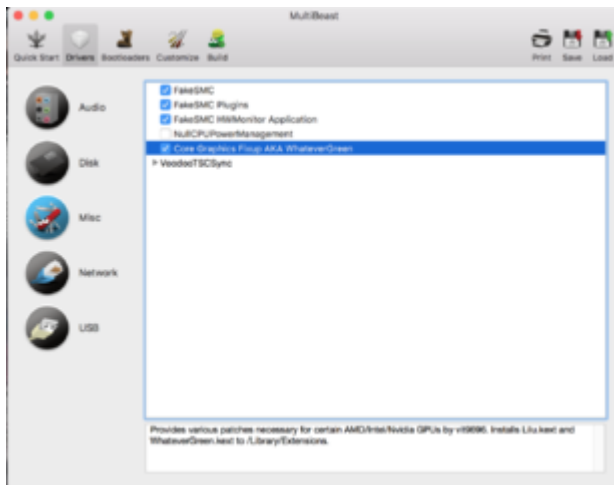 MultiBeast
Quick Start Drivers Bootloaders Customize Build Print Save Load
Audio
Disk
Misc
Network
USB
FakeSMC
FakeSMC Plugins
FakeSMC HWMonitor Application
NullCPUPowerManagement
Core Graphics Fixup AKA WhateverGreen
VoodooTSCSync
Provides various patches necessary for certain AMD/Intel/Nvidia GPUs by vit9696. Installs Lilu.kext and
WhateverGreen.kext to /Library/Extensions.